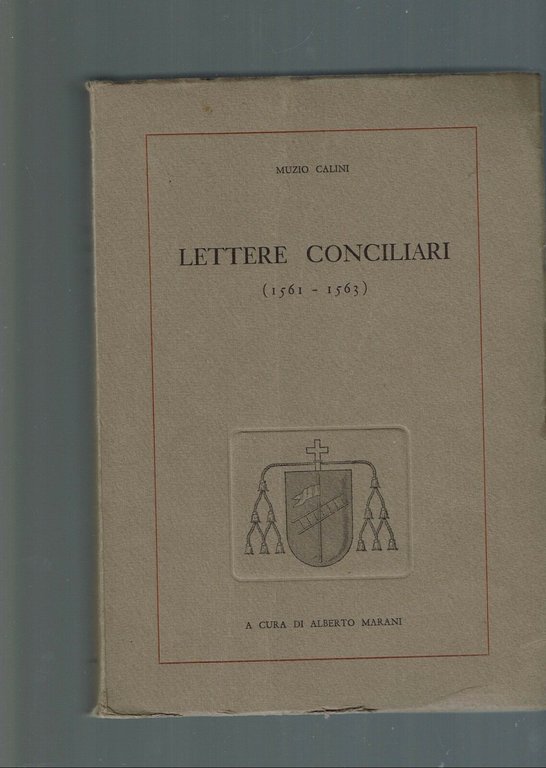 MUZIO CALINI
LETTERE CONCILIARI
(1561 - 1563)
A CURA DI ALBERTO MARANI